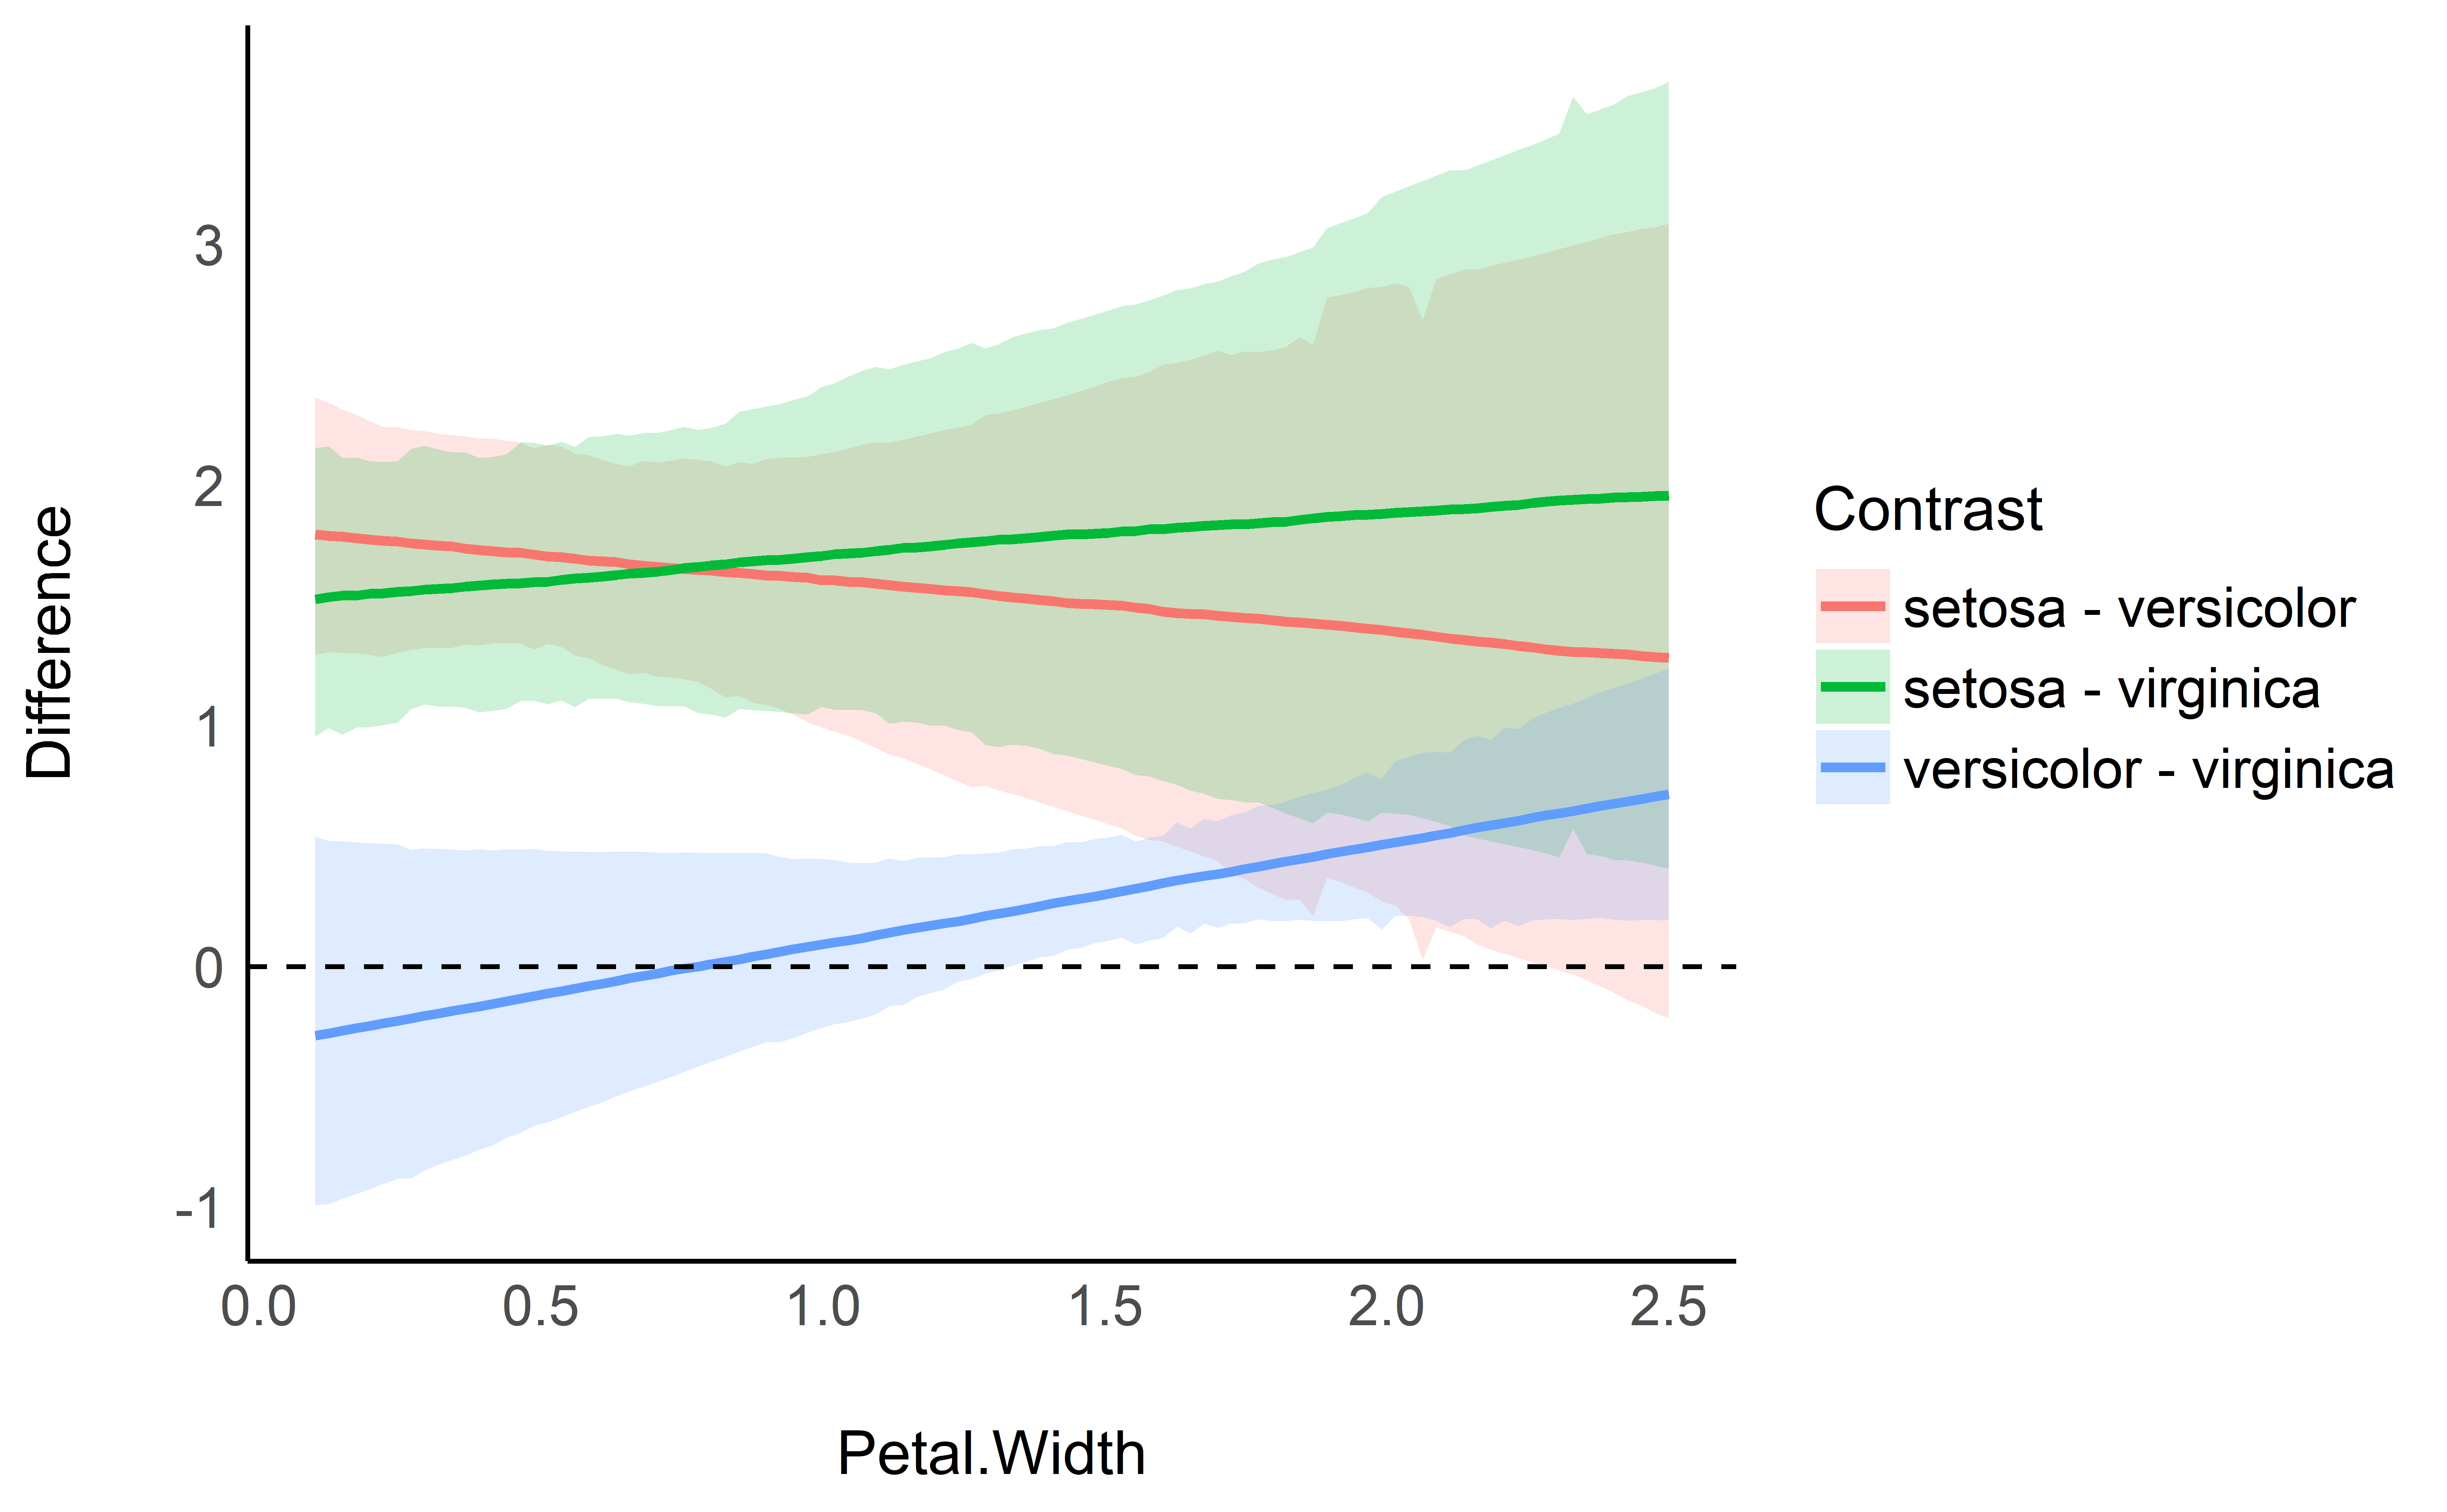 3
2
1
0
-1
Difference
0.0 0.5 1.0 1.5 2.0 2.5
Petal.Width
Contrast
setosa - versicolor
setosa - virginica
versicolor - virginica